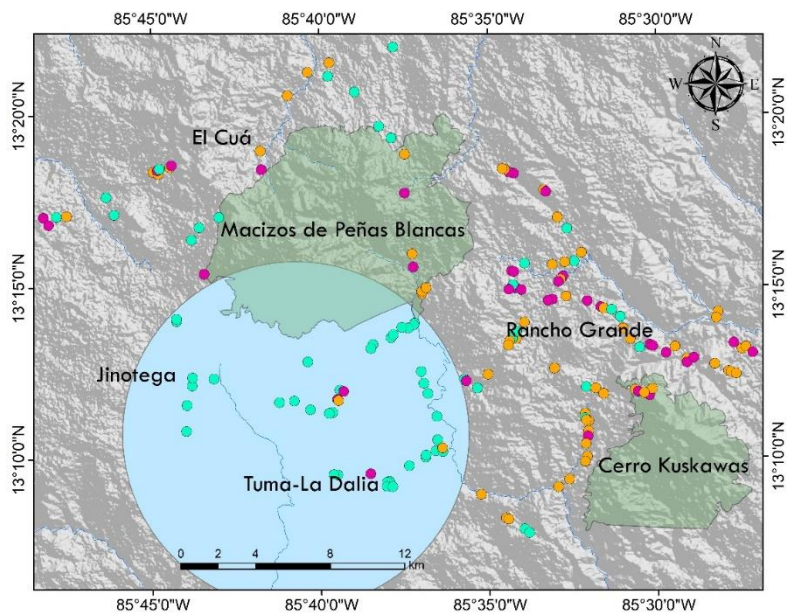 85°45'0"W 85°40'0"W 85°35'0"W 85°30'0"W
N
W E
S
13°20'0"N 13°20'0"N
El Cuá
Macizos de Peñas Blancas
13°15'0"N 13°15'0"N
Rancho Grande
Jinotega
13°10'0"N 13°10'0"N
Cerro Kuskawas
Tuma-La Dalia
0 2 4 8 12
km
85°45'0"W 85°40'0"W 85°35'0"W 85°30'0"W